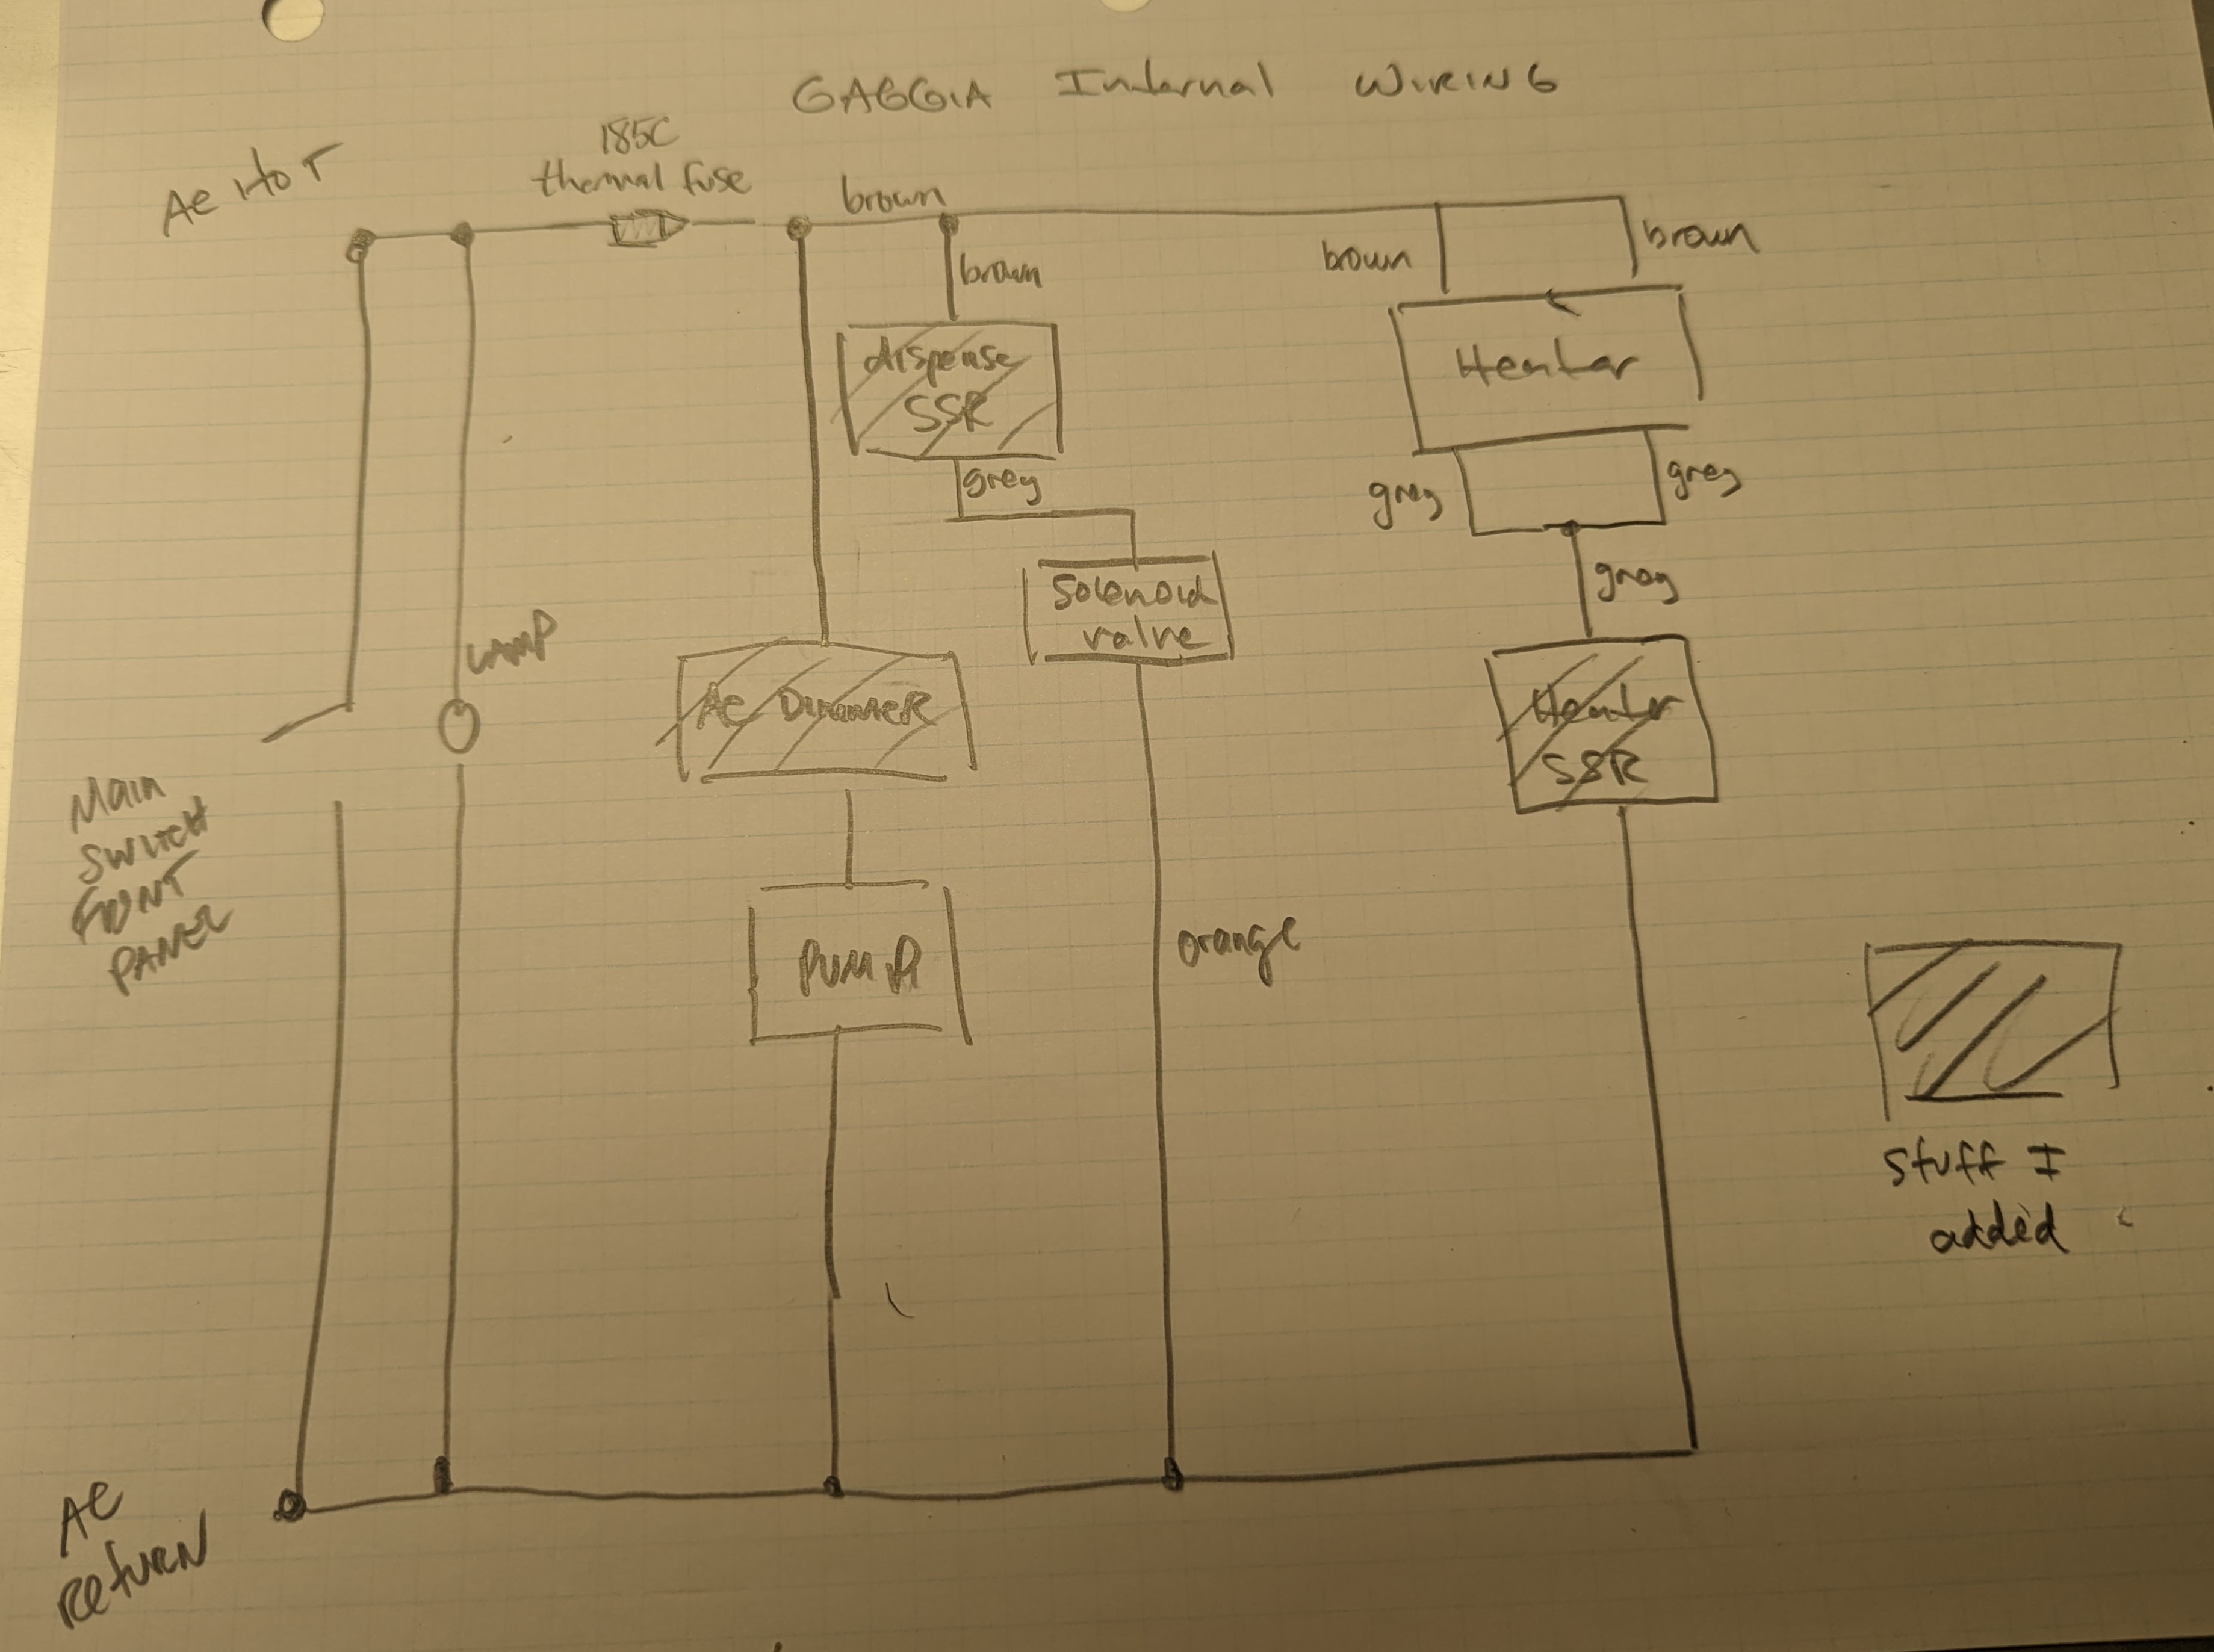 GAGGIA Internal WIRING
AC HOT
185C
thermal fuse
brown
brown
brown
brown
dispense
SSR
Heater
grey
grey
grey
Solenoid
valve
grey
LAMP
AC DIMMER
Heater
SSR
Main
SWITCH
FONT
PANEL
PUMP
orange
stuff I
added
AC
RETURN